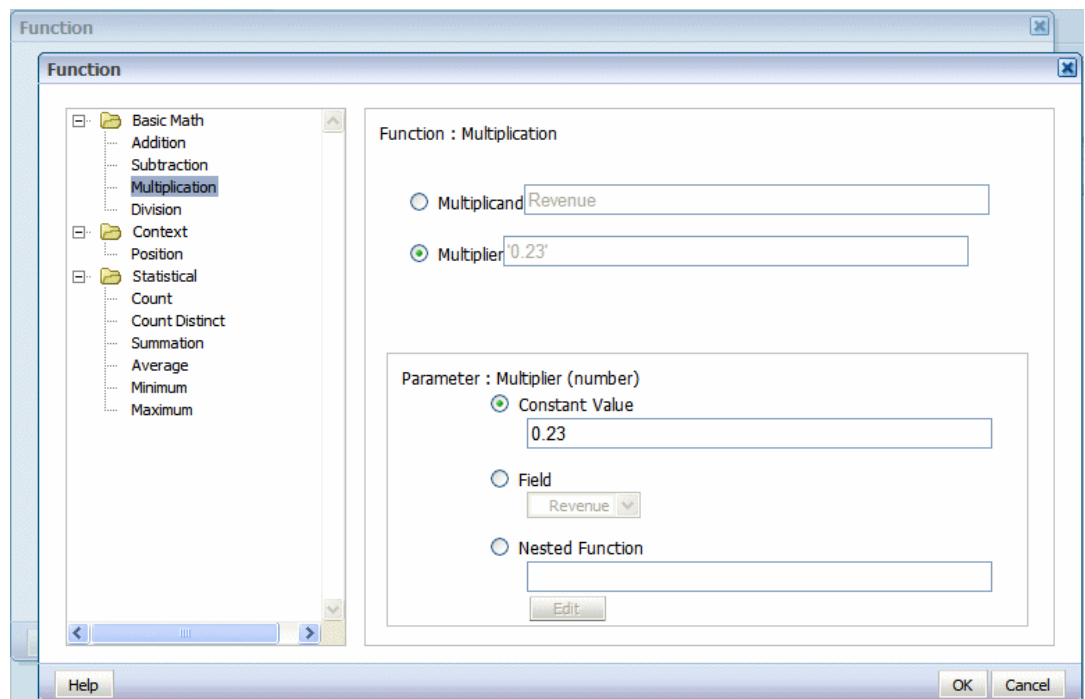 Function
Function
Basic Math
Addition
Subtraction
Multiplication
Division
Context
Position
Statistical
Count
Count Distinct
Summation
Average
Minimum
Maximum
Function : Multiplication
Multiplicand Revenue
Multiplier '0.23'
Parameter : Multiplier (number)
Constant Value
0.23
Field
Revenue
Nested Function
Edit
Help
OK
Cancel